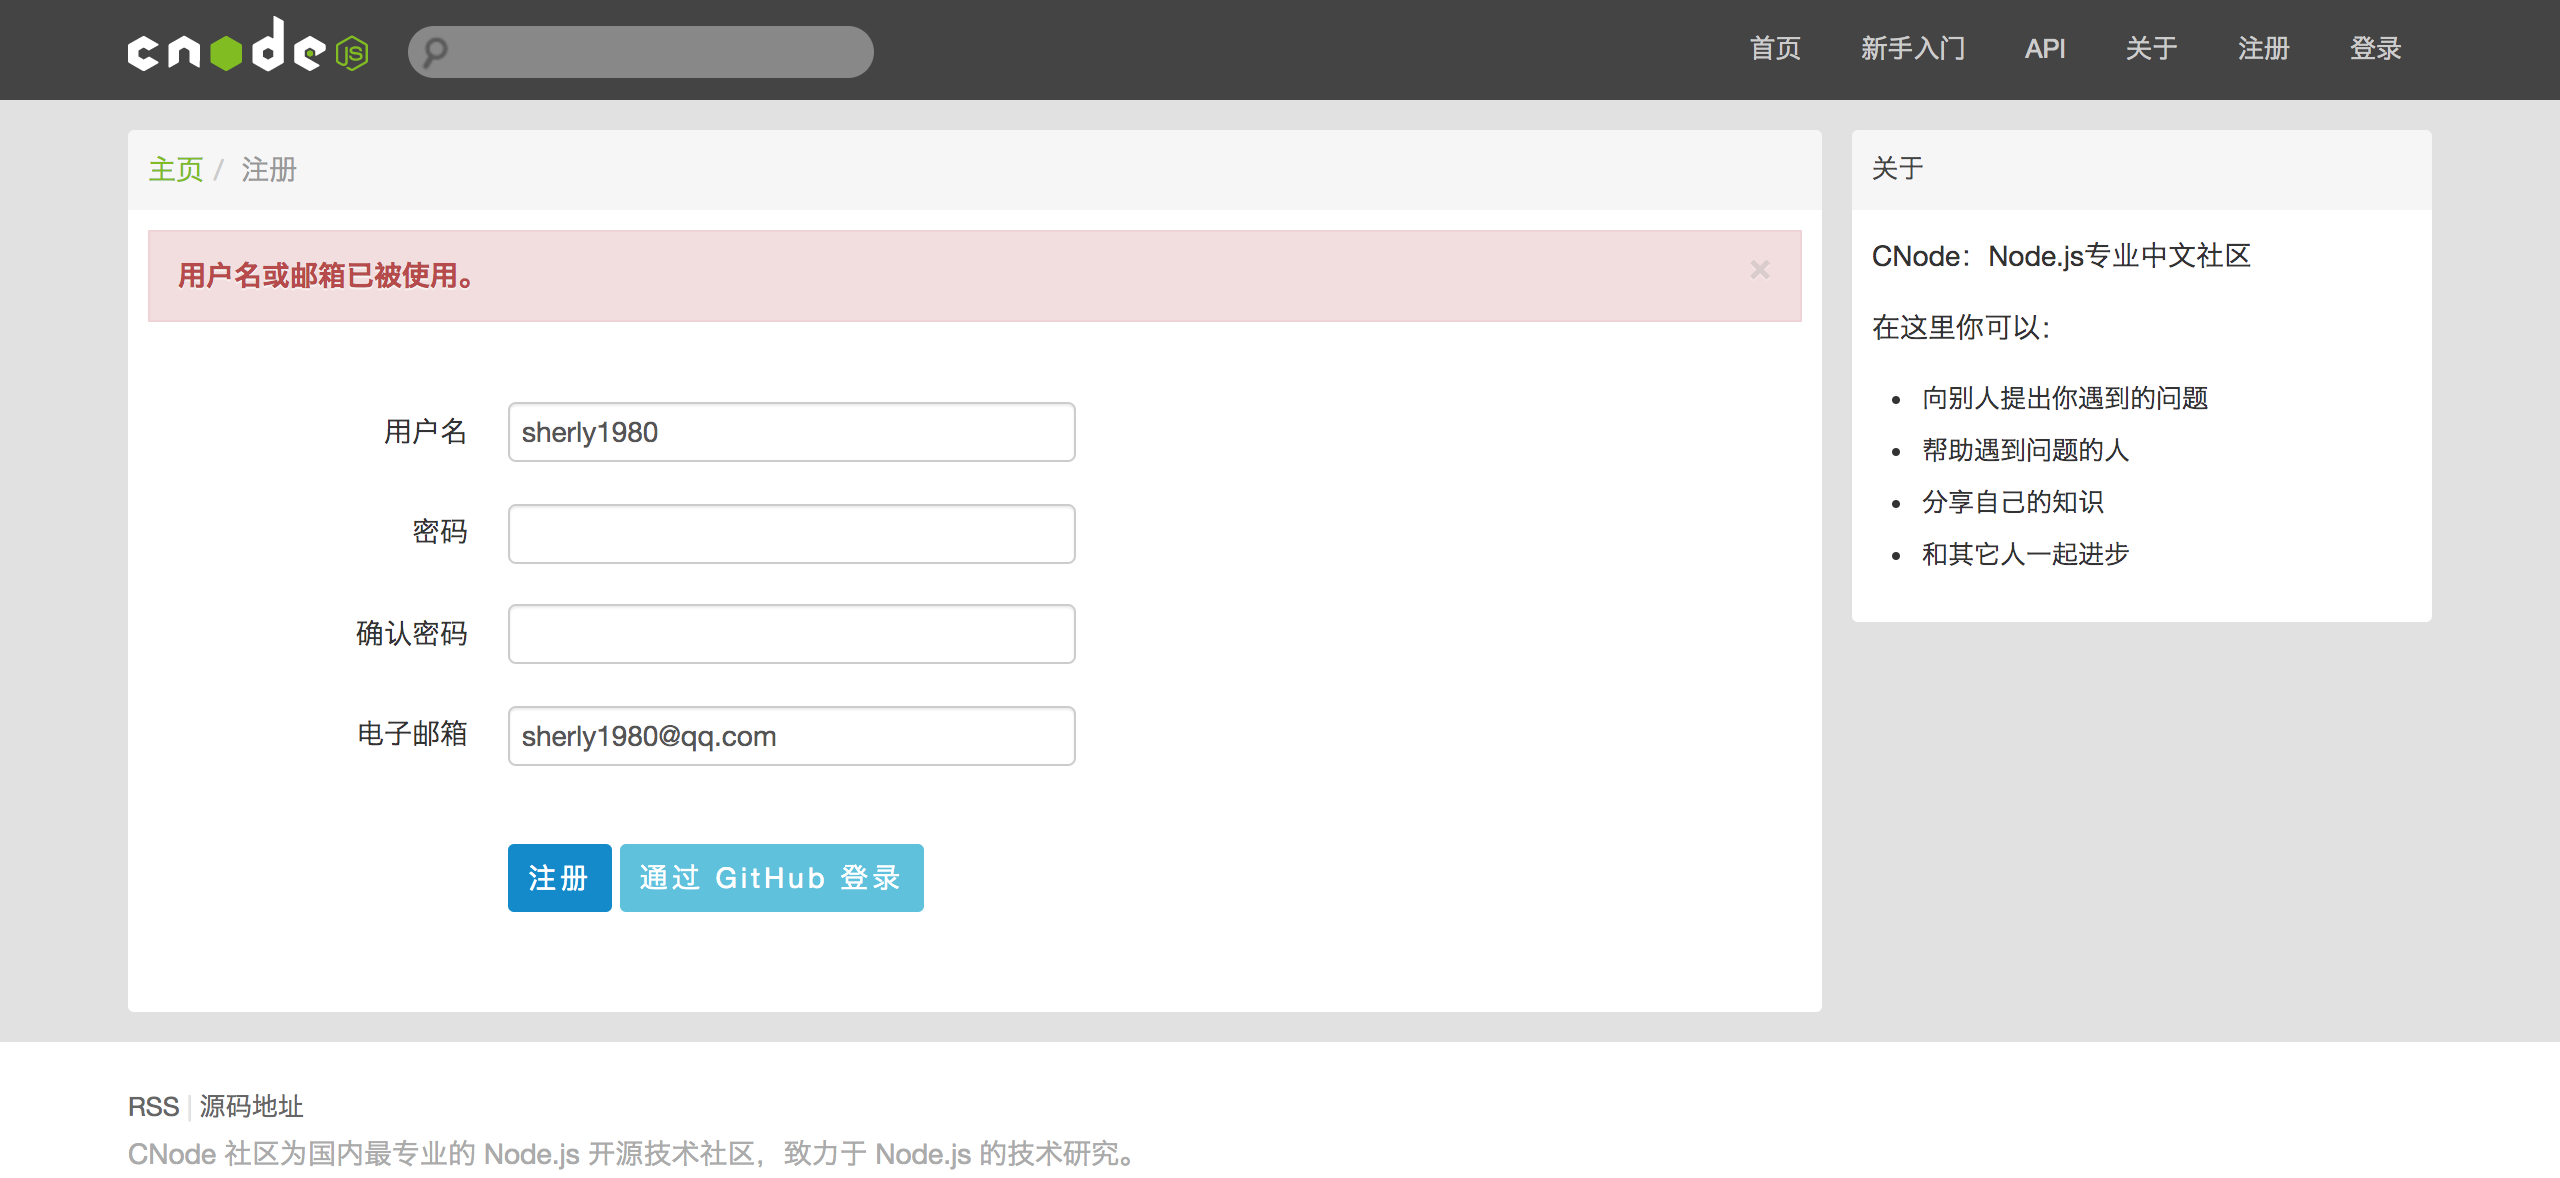 cnode JS
首页 新手入门 API 关于 注册 登录
主页 / 注册
用户名或邮箱已被使用。 ×
用户名 sherly1980
密码
确认密码
电子邮箱 sherly1980@qq.com
注册 通过 GitHub 登录
关于
CNode：Node.js专业中文社区
在这里你可以：
• 向别人提出你遇到的问题
• 帮助遇到问题的人
• 分享自己的知识
• 和其它人一起进步
RSS | 源码地址
CNode 社区为国内最专业的 Node.js 开源技术社区，致力于 Node.js 的技术研究。